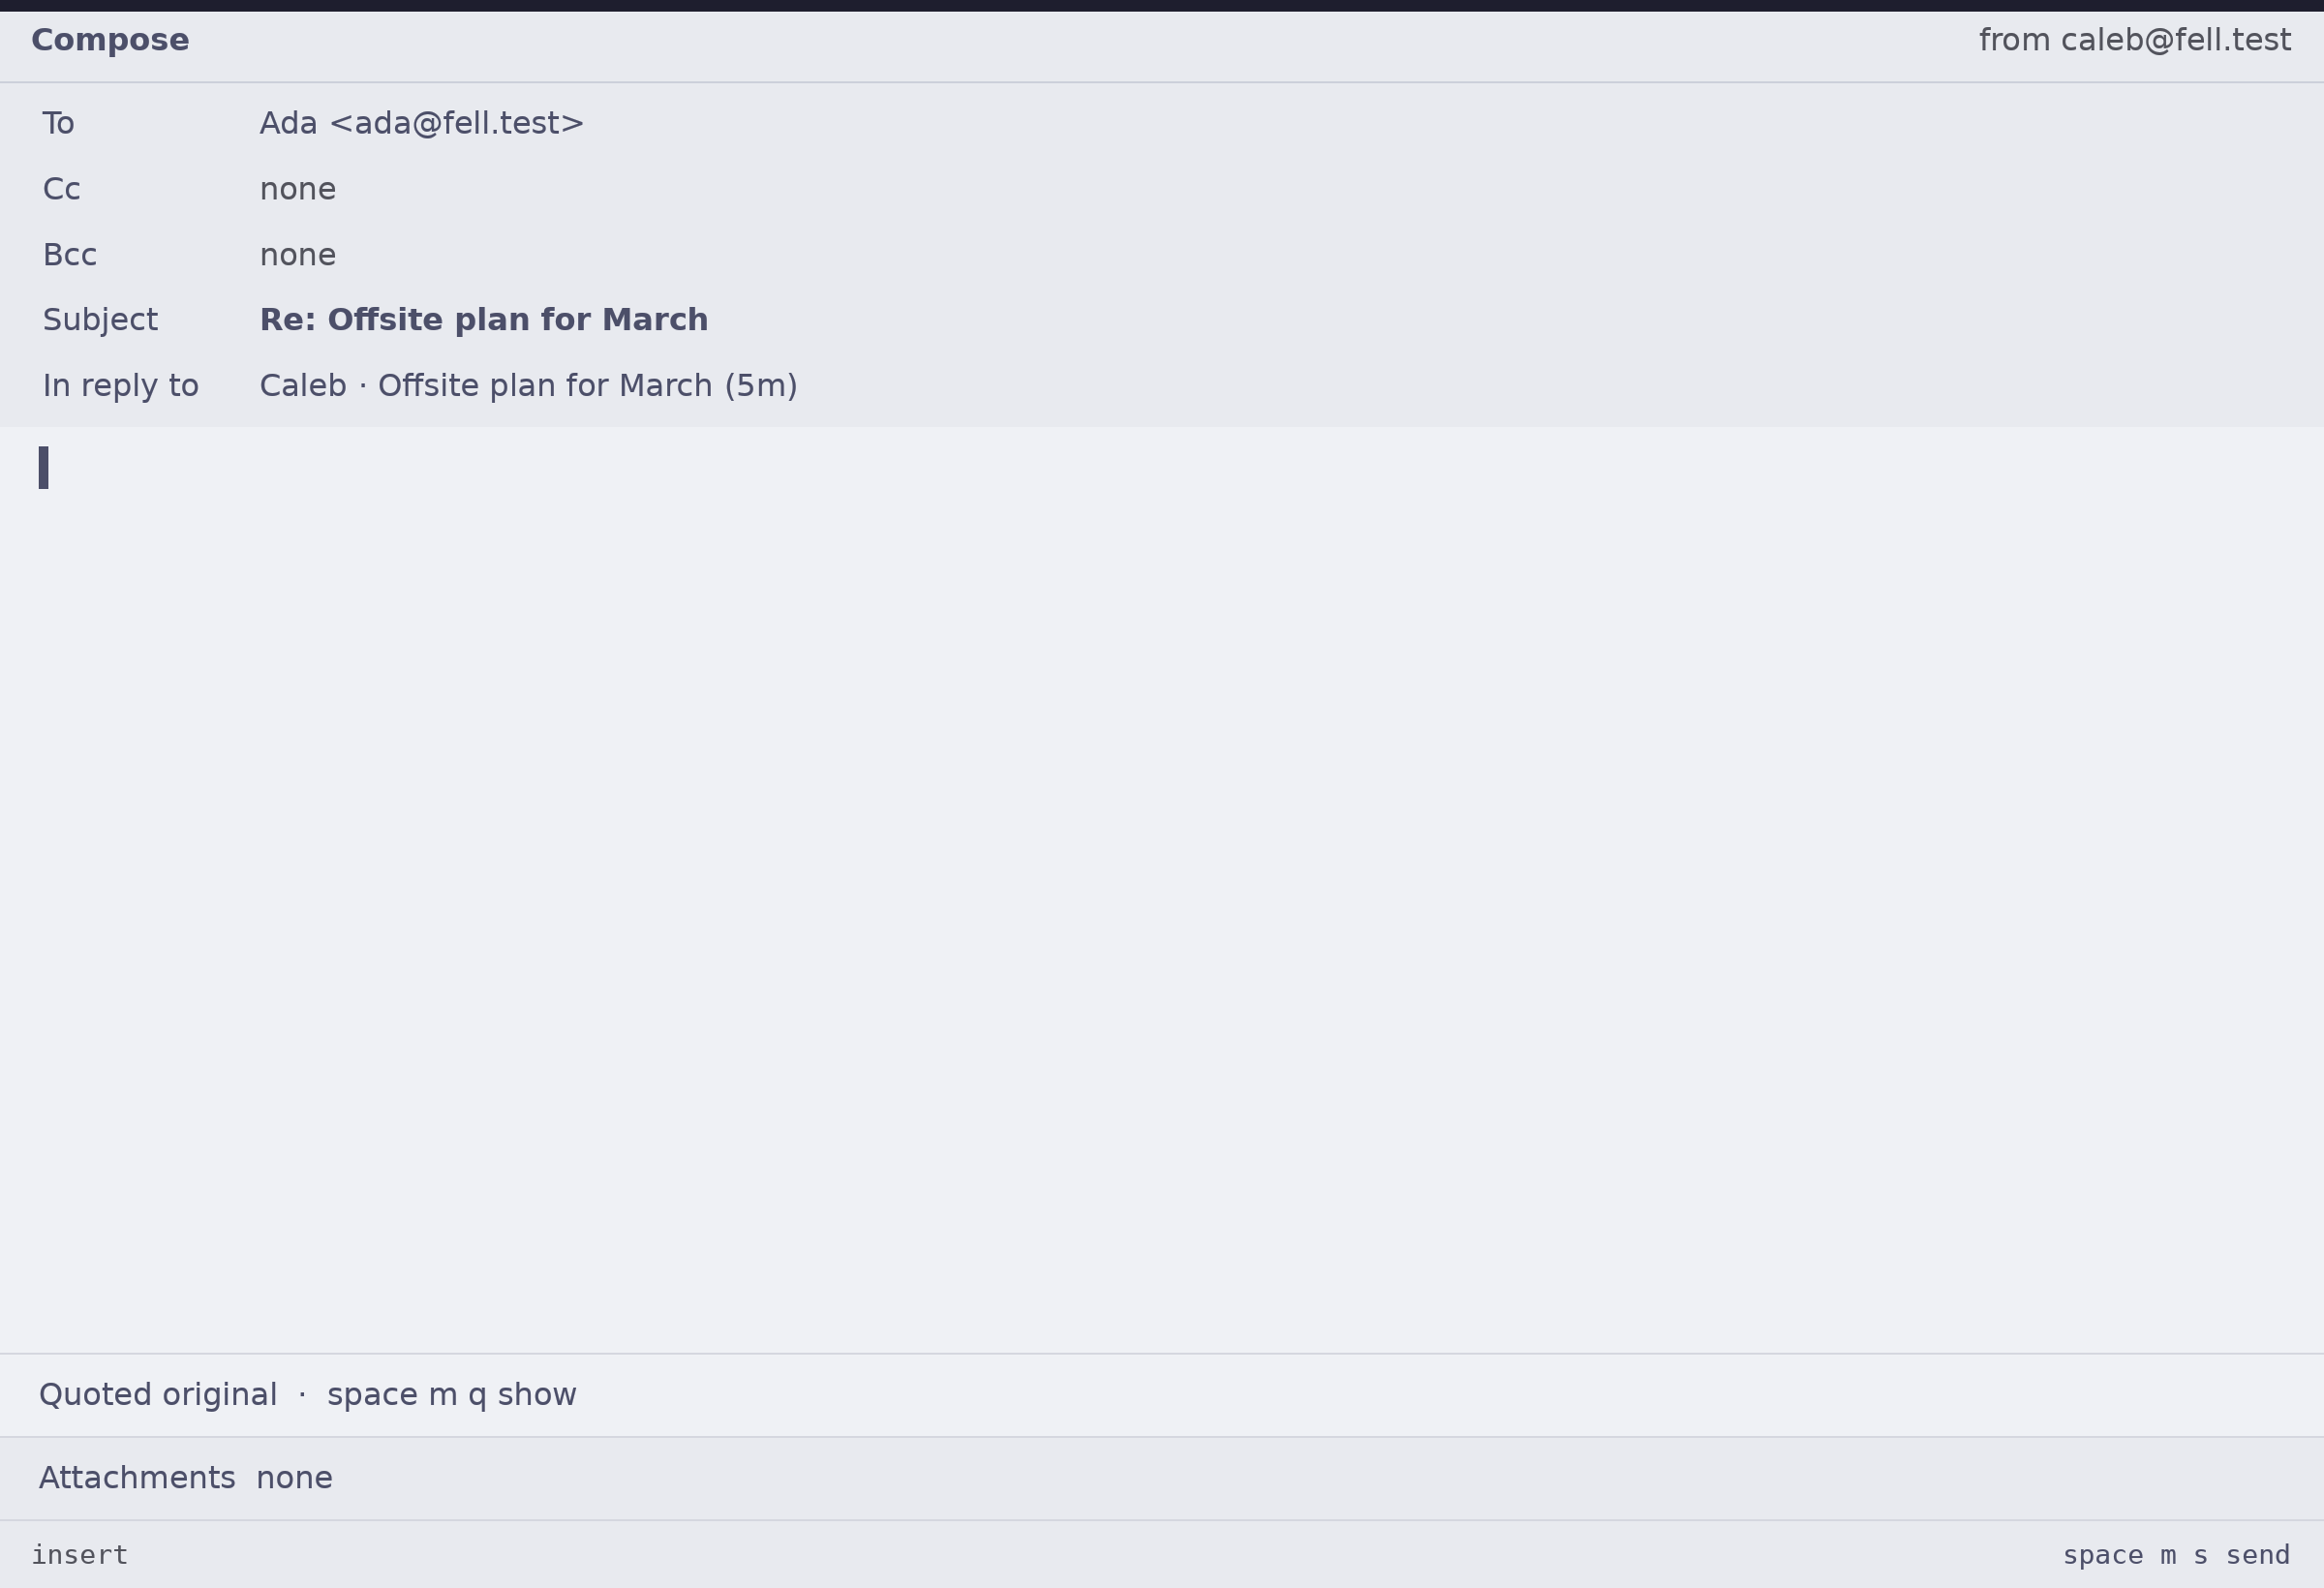 Compose from caleb@fell.test
To Ada <ada@fell.test>
Cc none
Bcc none
Subject Re: Offsite plan for March
In reply to Caleb · Offsite plan for March (5m)
Quoted original · space m q show
Attachments none
insert space m s send